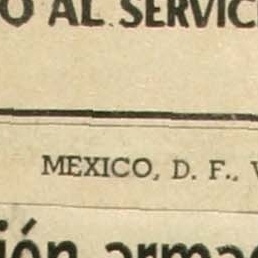 O AL SERVIC
MEXICO, D. F., V
ión arma